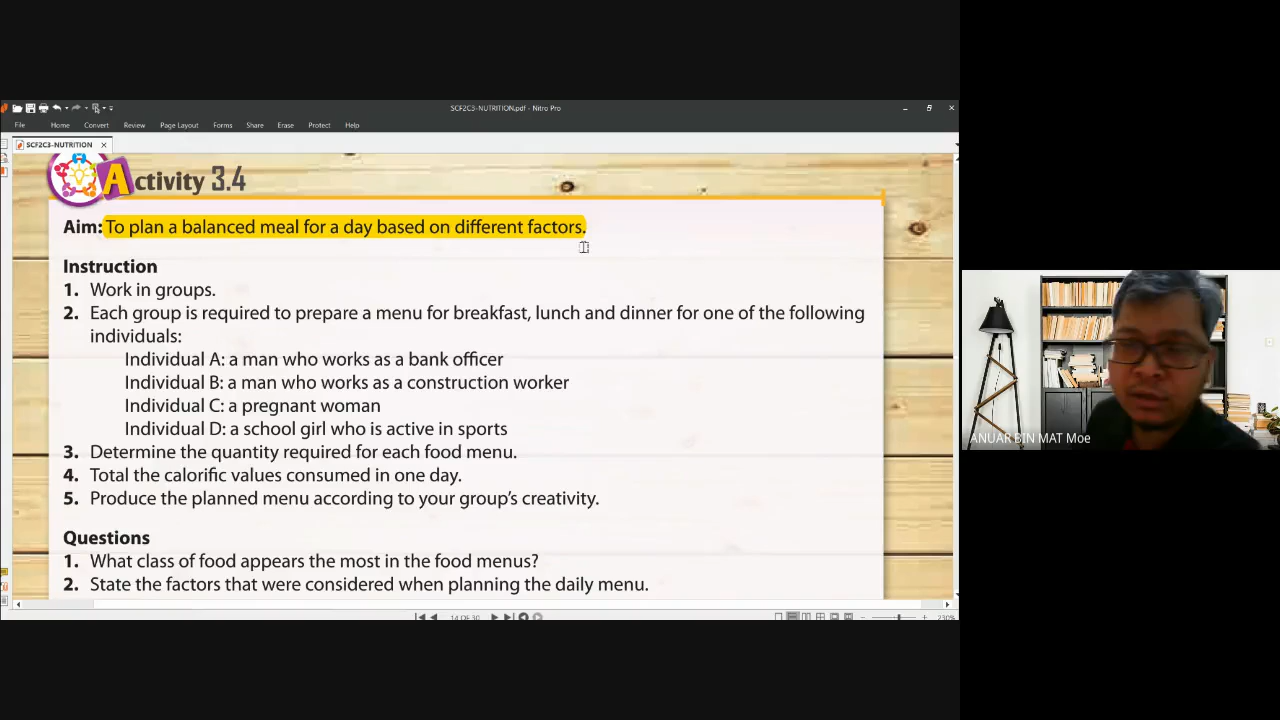 SCF2C3-NUTRITION.pdf - Nitro Pro
File Home Convert Review Page Layout Forms Share Erase Protect Help
SCF2C3-NUTRITION
Activity 3.4
Aim: To plan a balanced meal for a day based on different factors.
Instruction
1. Work in groups.
2. Each group is required to prepare a menu for breakfast, lunch and dinner for one of the following
individuals:
Individual A: a man who works as a bank officer
Individual B: a man who works as a construction worker
Individual C: a pregnant woman
Individual D: a school girl who is active in sports
3. Determine the quantity required for each food menu.
4. Total the calorific values consumed in one day.
5. Produce the planned menu according to your group's creativity.
Questions
1. What class of food appears the most in the food menus?
2. State the factors that were considered when planning the daily menu.
14 OF 30
230%
ANUAR BIN MAT Moe